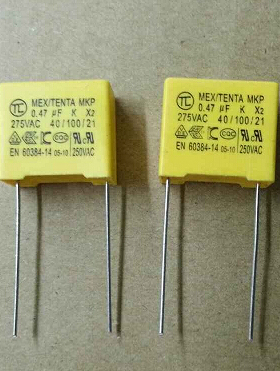 MEX/TENTA MKP
0.47 µF K X2
275VAC 40/100/21
EN 60384-14 05-10 250VAC
MEX/TENTA MKP
0.47 µF K X2
275VAC 40/100/21
CQC
EN 60384-14 05-10 250VAC